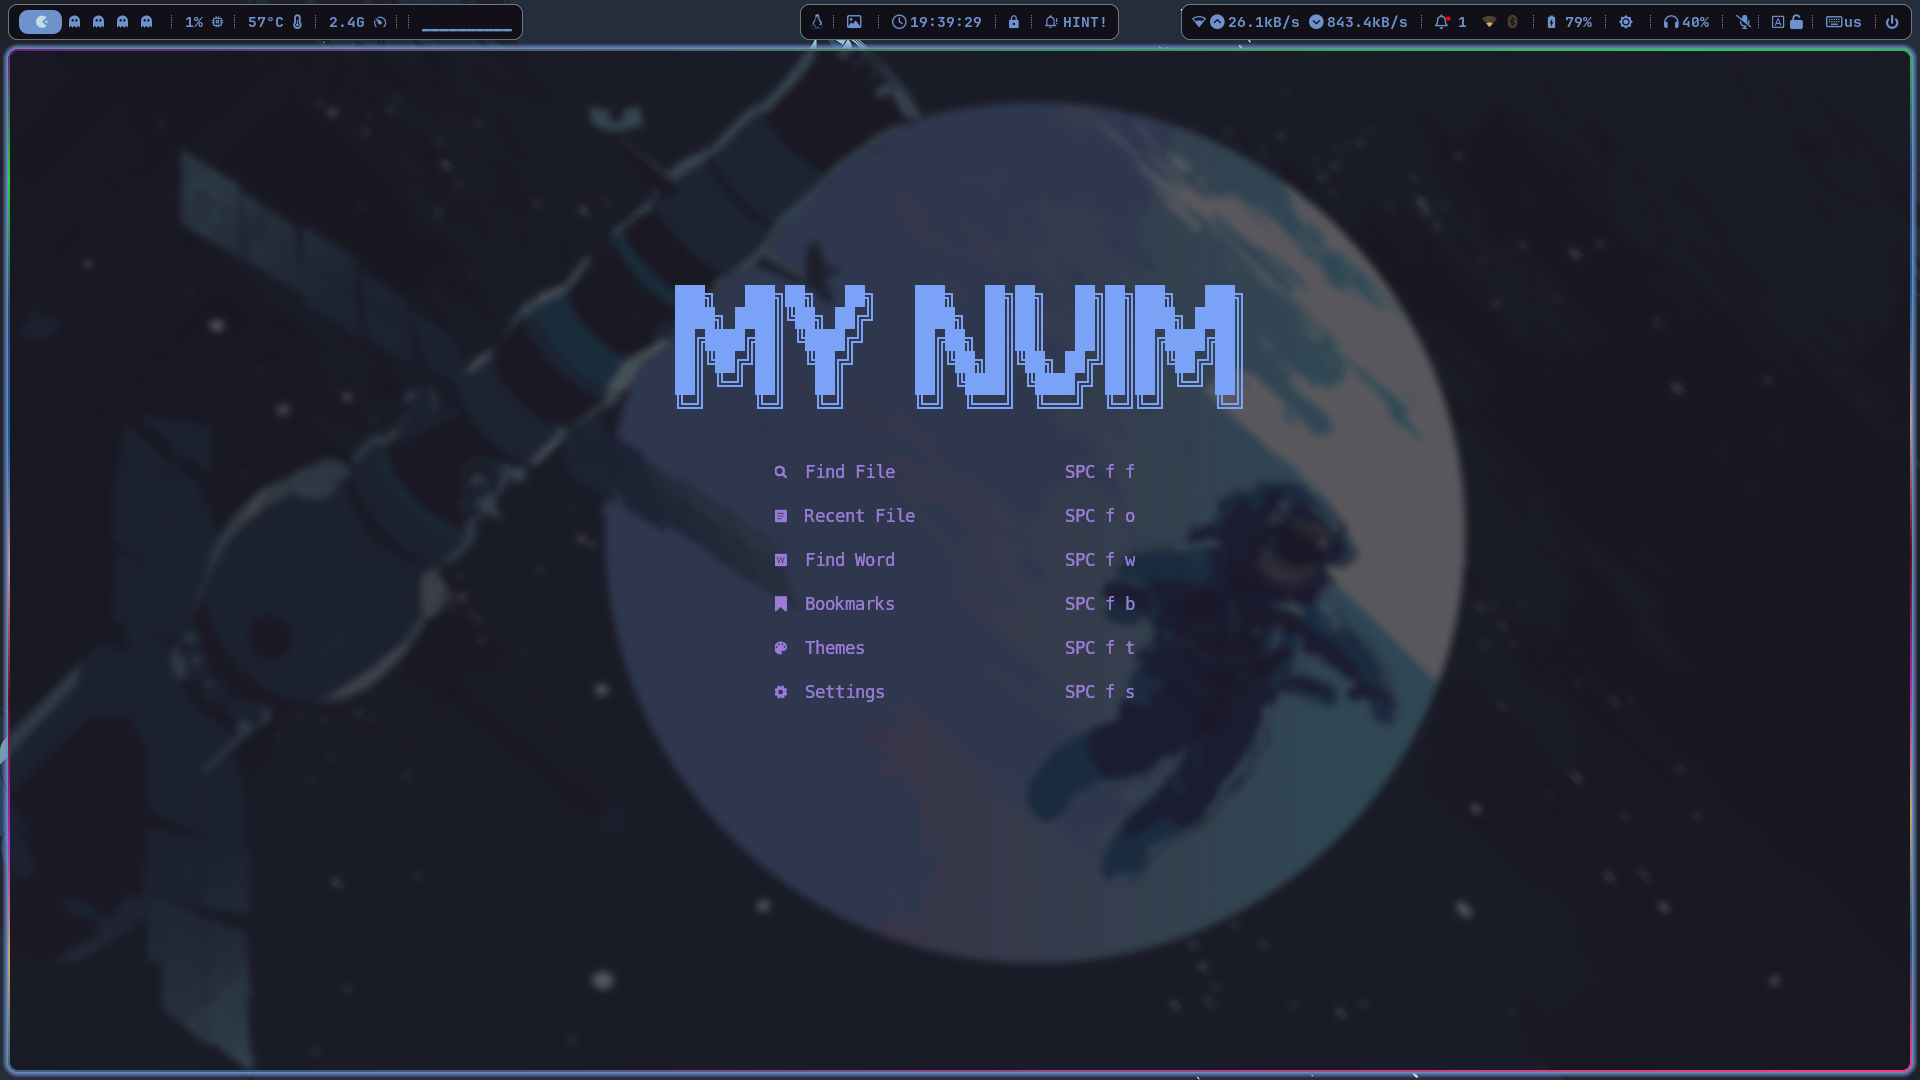 1% 57°C 2.4G 19:39:29 HINT! 26.1kB/s 843.4kB/s 1 79% 40% A us
MY NVIM
Find File SPC f f
Recent File SPC f o
Find Word SPC f w
Bookmarks SPC f b
Themes SPC f t
Settings SPC f s